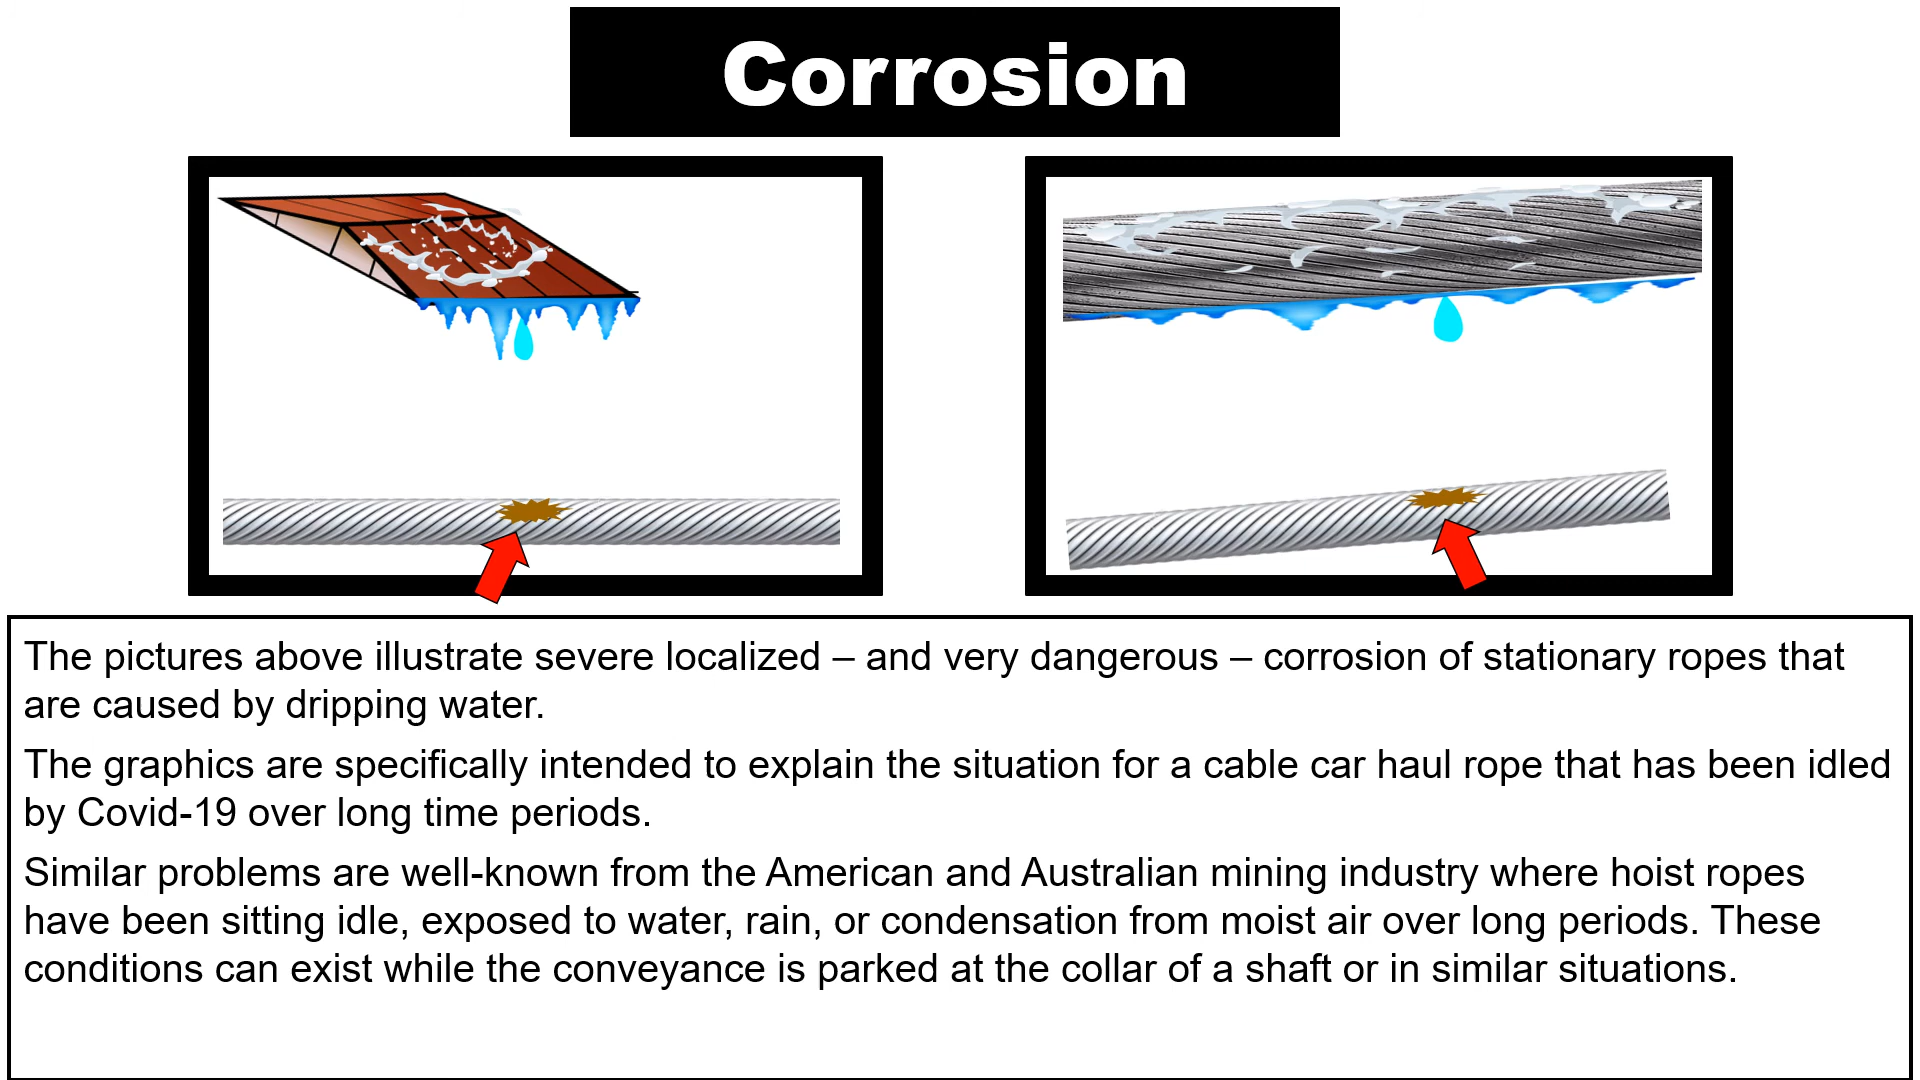 Corrosion
The pictures above illustrate severe localized – and very dangerous – corrosion of stationary ropes that
are caused by dripping water.
The graphics are specifically intended to explain the situation for a cable car haul rope that has been idled
by Covid-19 over long time periods.
Similar problems are well-known from the American and Australian mining industry where hoist ropes
have been sitting idle, exposed to water, rain, or condensation from moist air over long periods. These
conditions can exist while the conveyance is parked at the collar of a shaft or in similar situations.